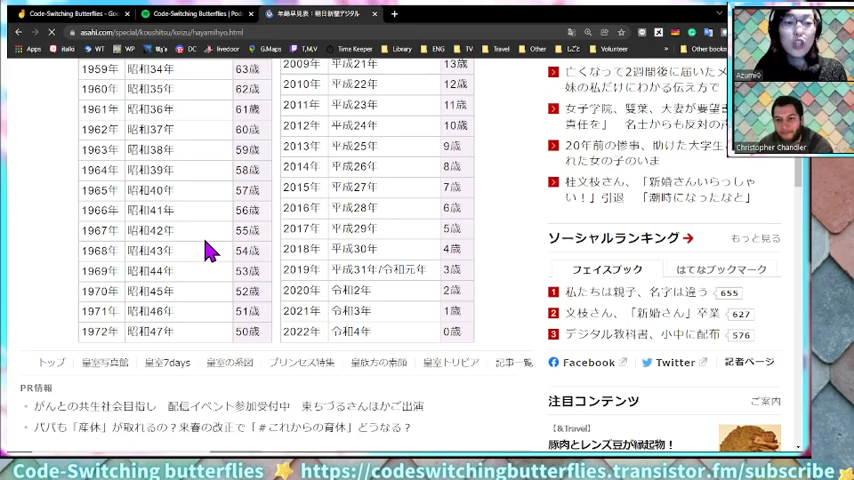 Code-Switching Butterflies - Goo
Code-Switching Butterflies | Pod
年齢早見表：朝日新聞デジタル
asahi.com/special/koushitsu/keizu/hayamihyo.html
Apps
italki
WT
livedoor
G.Maps
T,M,V
Time Keeper
Library
ENG
TV
Travel
Other
しごと
Volunteer
Other books
1959年 昭和34年 63歳
1960年 昭和35年 62歳
1961年 昭和36年 61歳
1962年 昭和37年 60歳
1963年 昭和38年 59歳
1964年 昭和39年 58歳
1965年 昭和40年 57歳
1966年 昭和41年 56歳
1967年 昭和42年 55歳
1968年 昭和43年 54歳
1969年 昭和44年 53歳
1970年 昭和45年 52歳
1971年 昭和46年 51歳
1972年 昭和47年 50歳
2009年 平成21年 13歳
2010年 平成22年 12歳
2011年 平成23年 11歳
2012年 平成24年 10歳
2013年 平成25年 9歳
2014年 平成26年 8歳
2015年 平成27年 7歳
2016年 平成28年 6歳
2017年 平成29年 5歳
2018年 平成30年 4歳
2019年 平成31年/令和元年 3歳
2020年 令和2年 2歳
2021年 令和3年 1歳
2022年 令和4年 0歳
亡くなって2週間後に届いたメ
妹の私だけにわかる伝え方で
女子学院、雙葉、大妻が要望書
責任を」 名士からも反対の声
20年前の惨事、助けた大学生と
れた女の子のいま
桂文枝さん、「新婚さんいらっしゃ
い！」引退 「潮時になったなと」
ソーシャルランキング
もっと見る
フェイスブック
はてなブックマーク
1 私たちは親子、名字は違う 655
2 文枝さん、「新婚さん」卒業 627
3 デジタル教科書、小中に配布 576
Facebook
Twitter
記者ページ
注目コンテンツ
ご案内
【&Travel】
豚肉とレンズ豆が縁起物！
トップ
皇室写真館
皇室7days
皇室の系図
プリンセス特集
皇族方の素顔
皇室トリビア
記事一覧
PR情報
がんとの共生社会目指し 配信イベント参加受付中 東ちづるさんほかご出演
パパも「産休」が取れるの？来春の改正で「＃これからの育休」どうなる？
Azumi
Christopher Chandler
Code-Switching butterflies
https://codeswitchingbutterflies.transistor.fm/subscribe